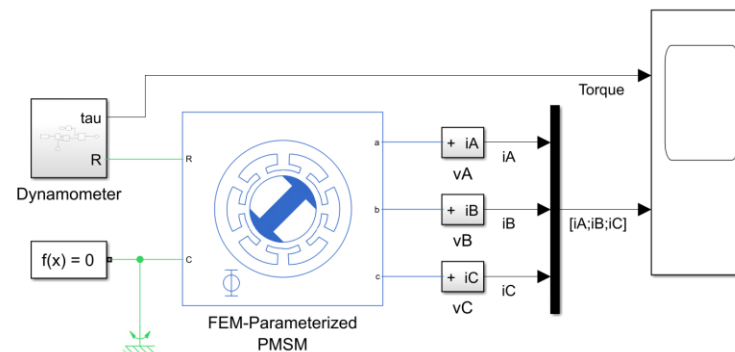 Torque
tau
R
Dynamometer
R
a
+ iA
iA
vA
b
+ iB
iB
vB
[iA;iB;iC]
f(x) = 0
C
c
+ iC
iC
vC
FEM-Parameterized
PMSM